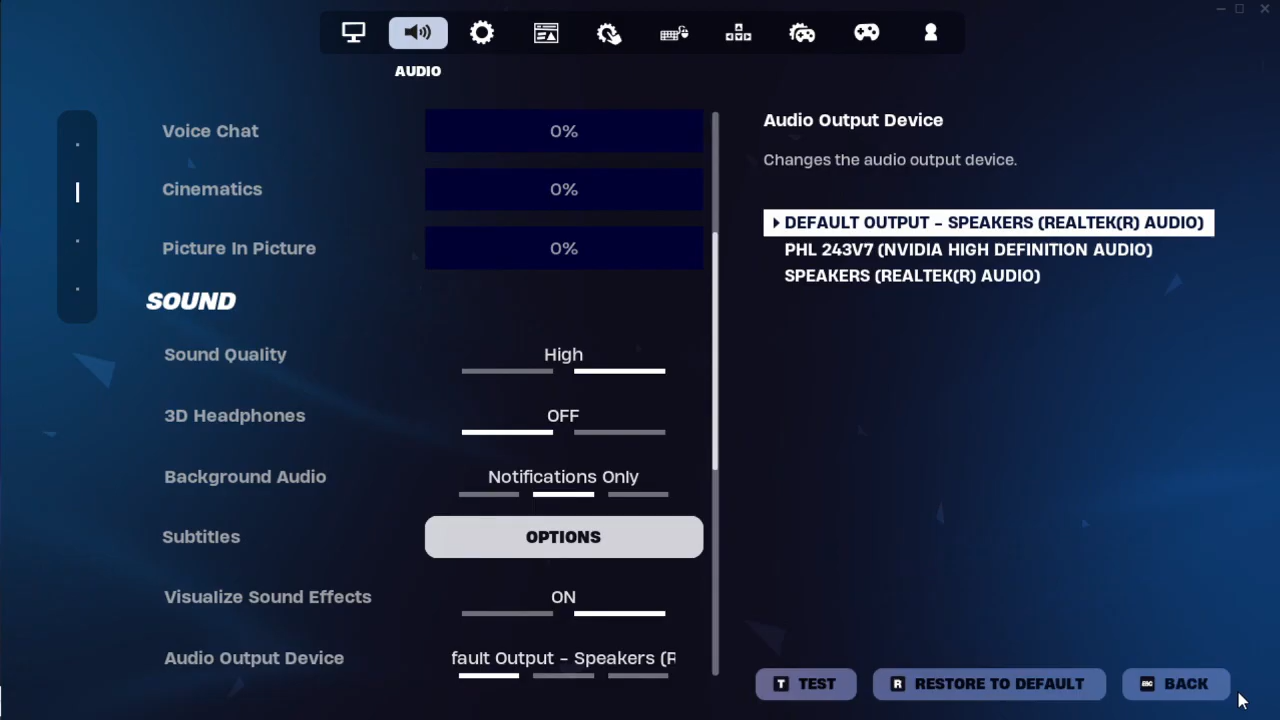 AUDIO
Voice Chat
0%
Cinematics
0%
Picture In Picture
0%
SOUND
Sound Quality
High
3D Headphones
OFF
Background Audio
Notifications Only
Subtitles
OPTIONS
Visualize Sound Effects
ON
Audio Output Device
fault Output - Speakers (R
Audio Output Device
Changes the audio output device.
DEFAULT OUTPUT - SPEAKERS (REALTEK(R) AUDIO)
PHL 243V7 (NVIDIA HIGH DEFINITION AUDIO)
SPEAKERS (REALTEK(R) AUDIO)
T TEST
R RESTORE TO DEFAULT
ESC BACK